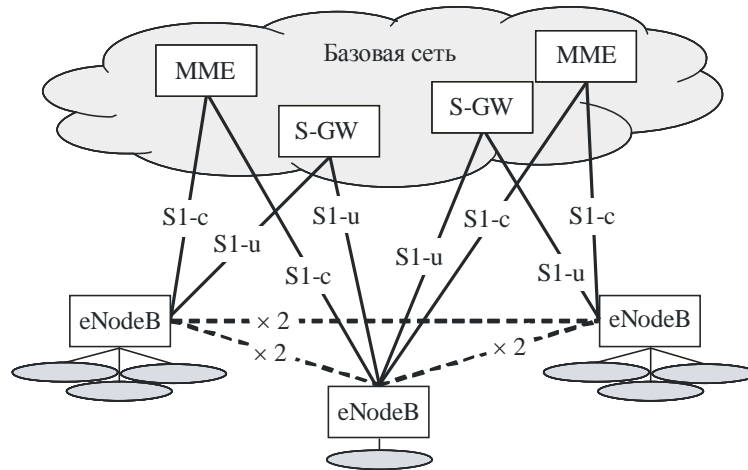 Базовая сеть
MME
MME
S-GW
S-GW
S1-c
S1-u
S1-u
S1-c
S1-u
S1-c
S1-c
S1-u
eNodeB
× 2
× 2
× 2
eNodeB
eNodeB